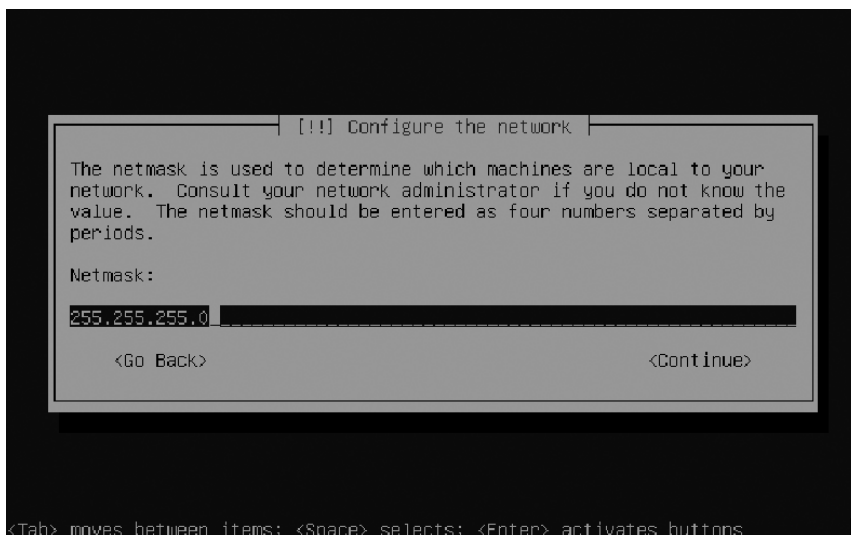 [!!] Configure the network
The netmask is used to determine which machines are local to your
network.  Consult your network administrator if you do not know the
value.  The netmask should be entered as four numbers separated by
periods.
Netmask:
255.255.255.0
<Go Back> <Continue>
<Tab> moves between items; <Space> selects; <Enter> activates buttons